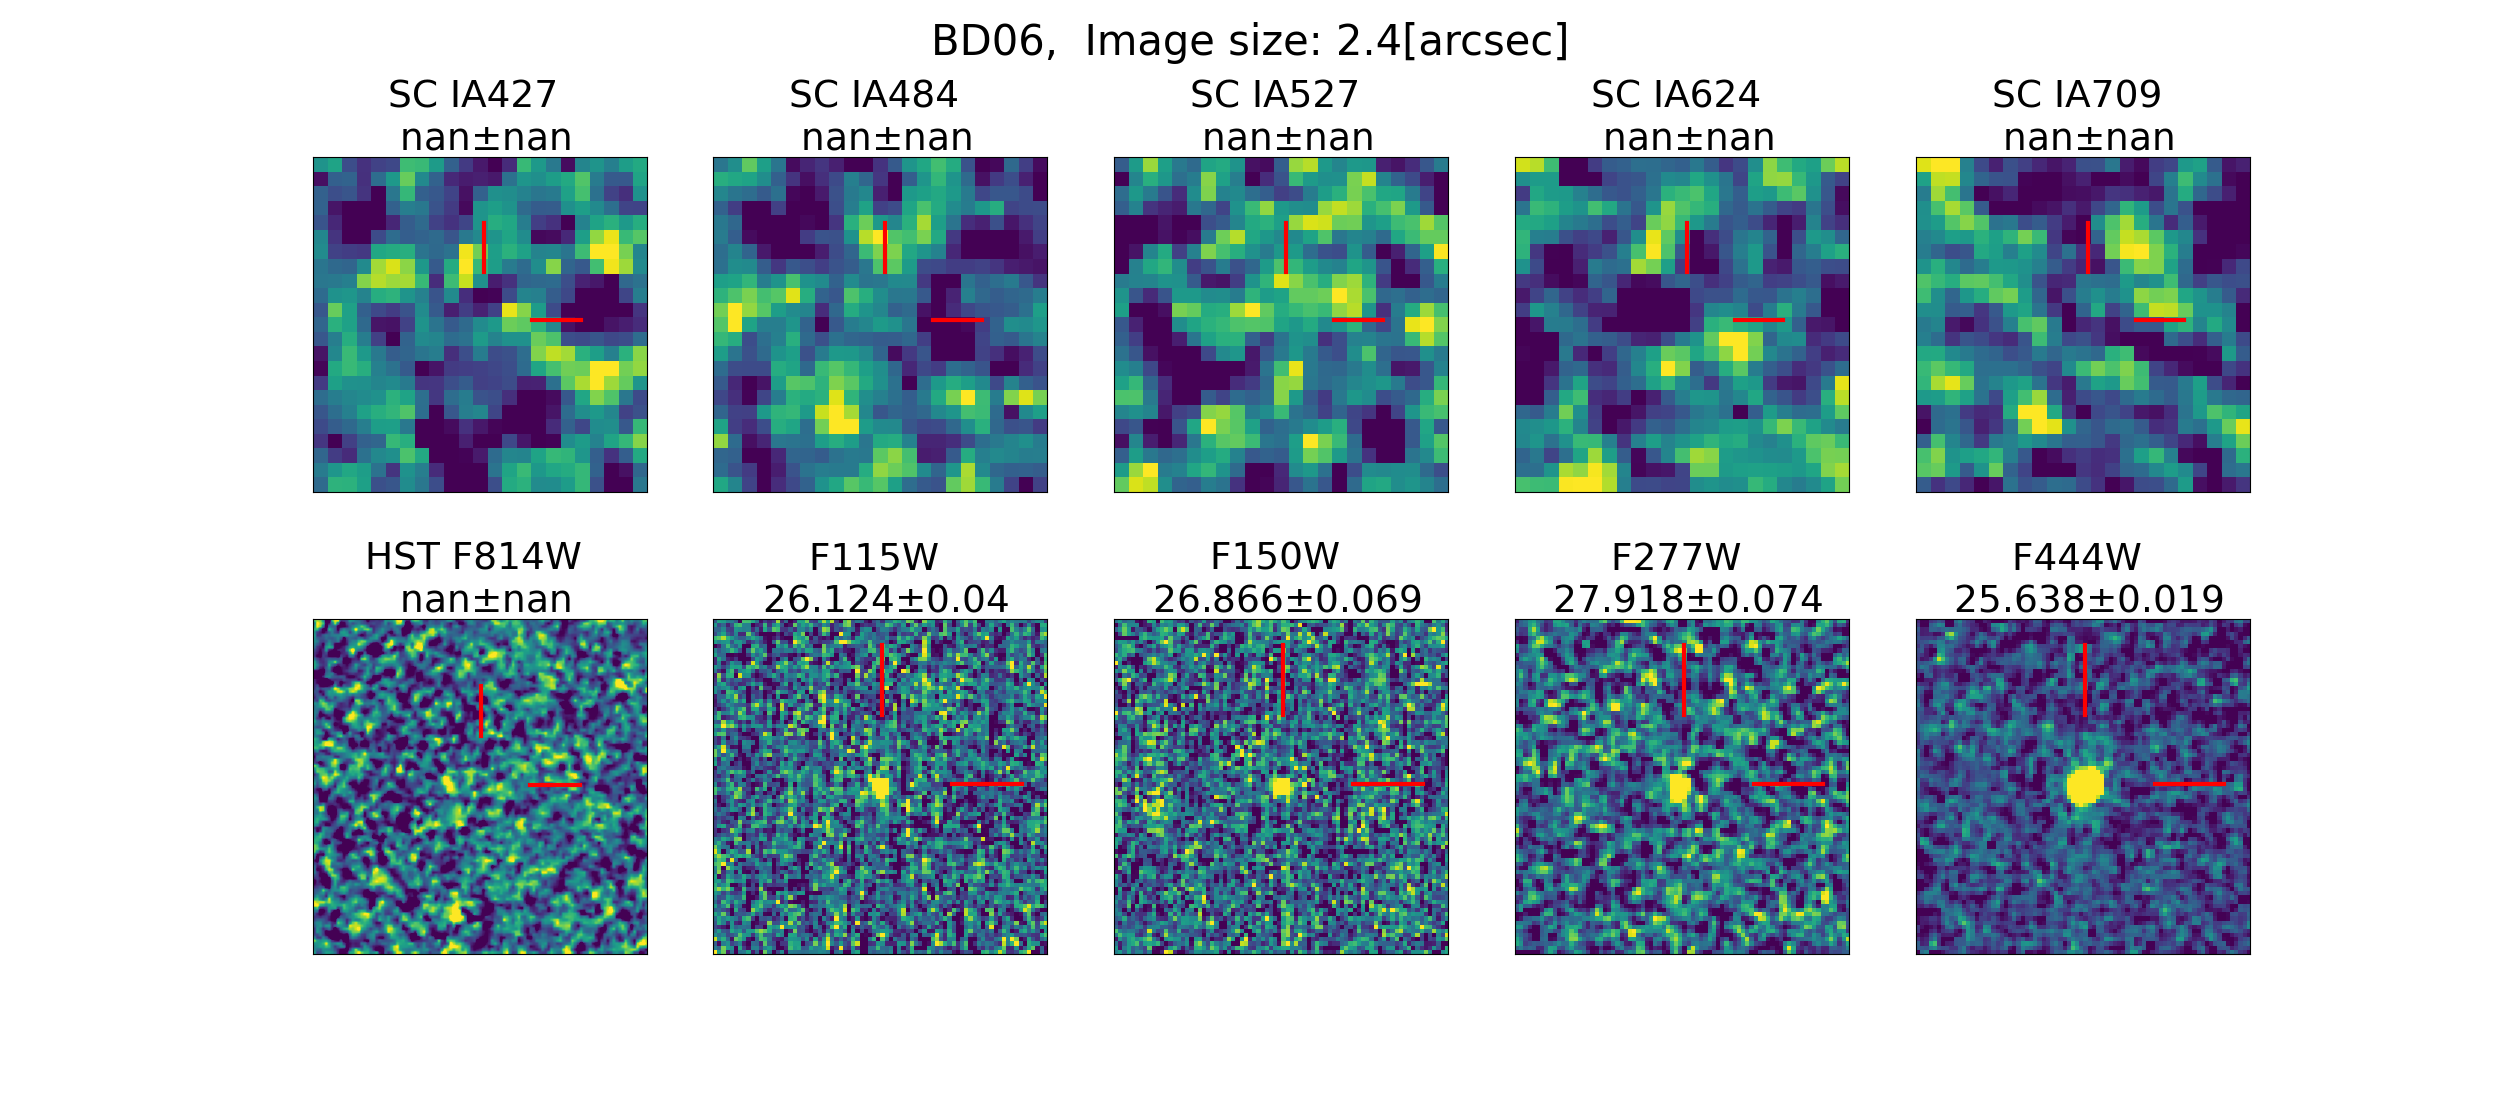 BD06,  Image size: 2.4[arcsec]
SC IA427
nan±nan
SC IA484
nan±nan
SC IA527
nan±nan
SC IA624
nan±nan
SC IA709
nan±nan
HST F814W
nan±nan
F115W
26.124±0.04
F150W
26.866±0.069
F277W
27.918±0.074
F444W
25.638±0.019